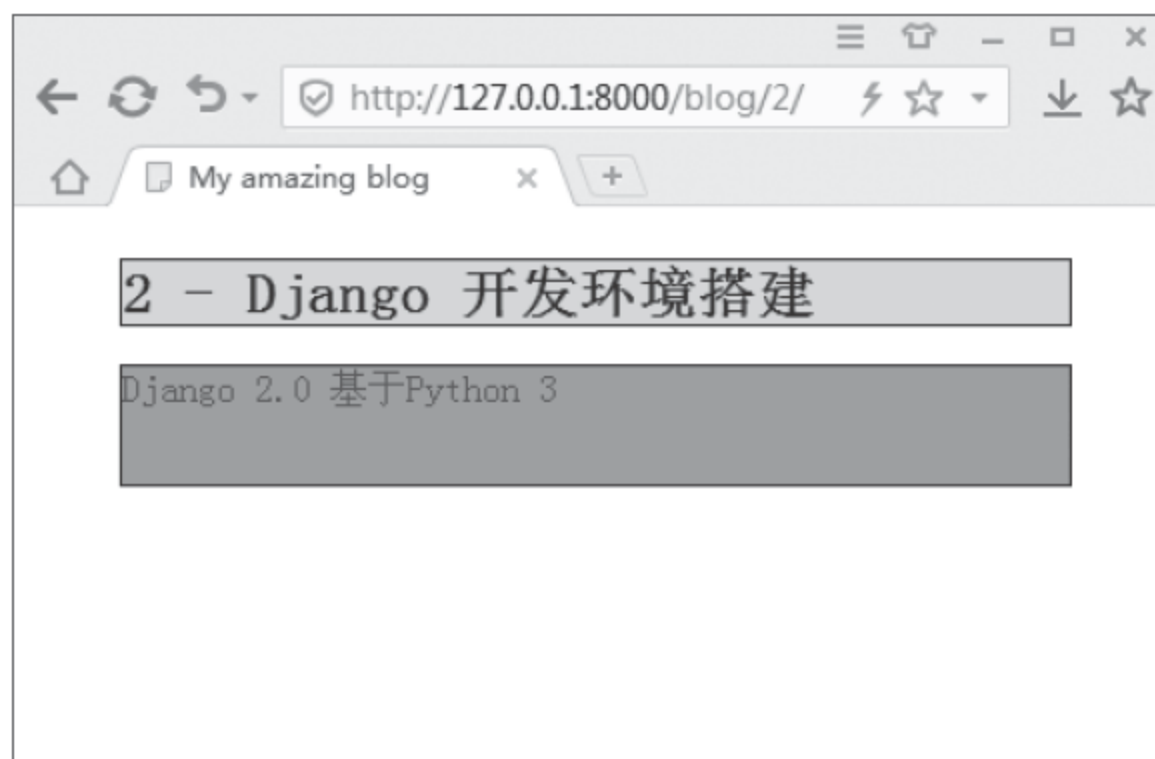 http://127.0.0.1:8000/blog/2/
My amazing blog
2 - Django 开发环境搭建
Django 2.0 基于Python 3